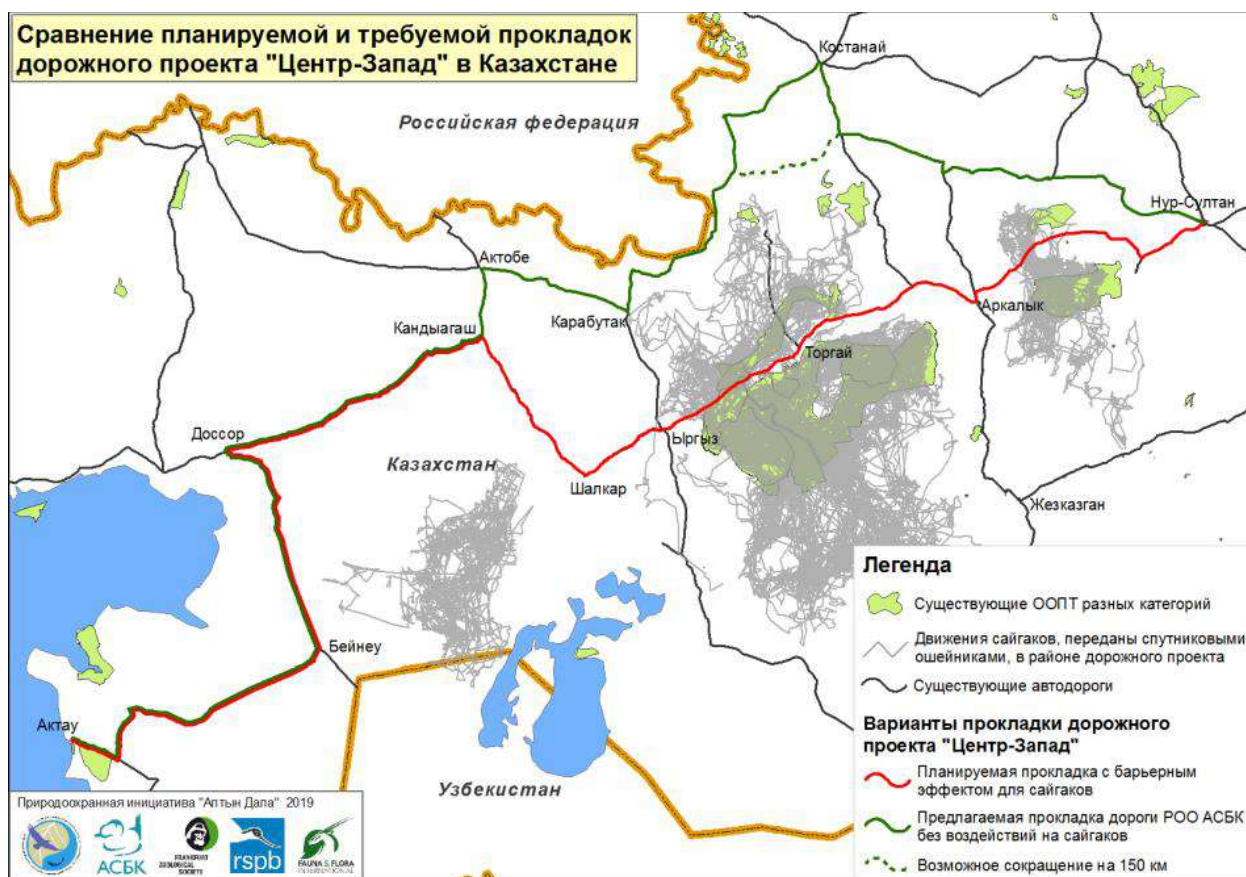 Сравнение планируемой и требуемой прокладок
дорожного проекта "Центр-Запад" в Казахстане
Костанай
Российская федерация
Нур-Султан
Актобе
Карабутак
Аркалык
Кандыагаш
Торгай
Доссор
Ыргыз
Казахстан
Шалкар
Жезказган
Бейнеу
Актау
Узбекистан
Легенда
Существующие ООПТ разных категорий
Движения сайгаков, переданы спутниковыми
ошейниками, в районе дорожного проекта
Существующие автодороги
Варианты прокладки дорожного
проекта "Центр-Запад"
Планируемая прокладка с барьерным
эффектом для сайгаков
Предлагаемая прокладка дороги РОО АСБК
без воздействий на сайгаков
Возможное сокращение на 150 км
Природоохранная инициатива "Алтын Дала" 2019
АСБК
FRANKFURT
ZOOLOGICAL
SOCIETY
rspb
FAUNA & FLORA
INTERNATIONAL